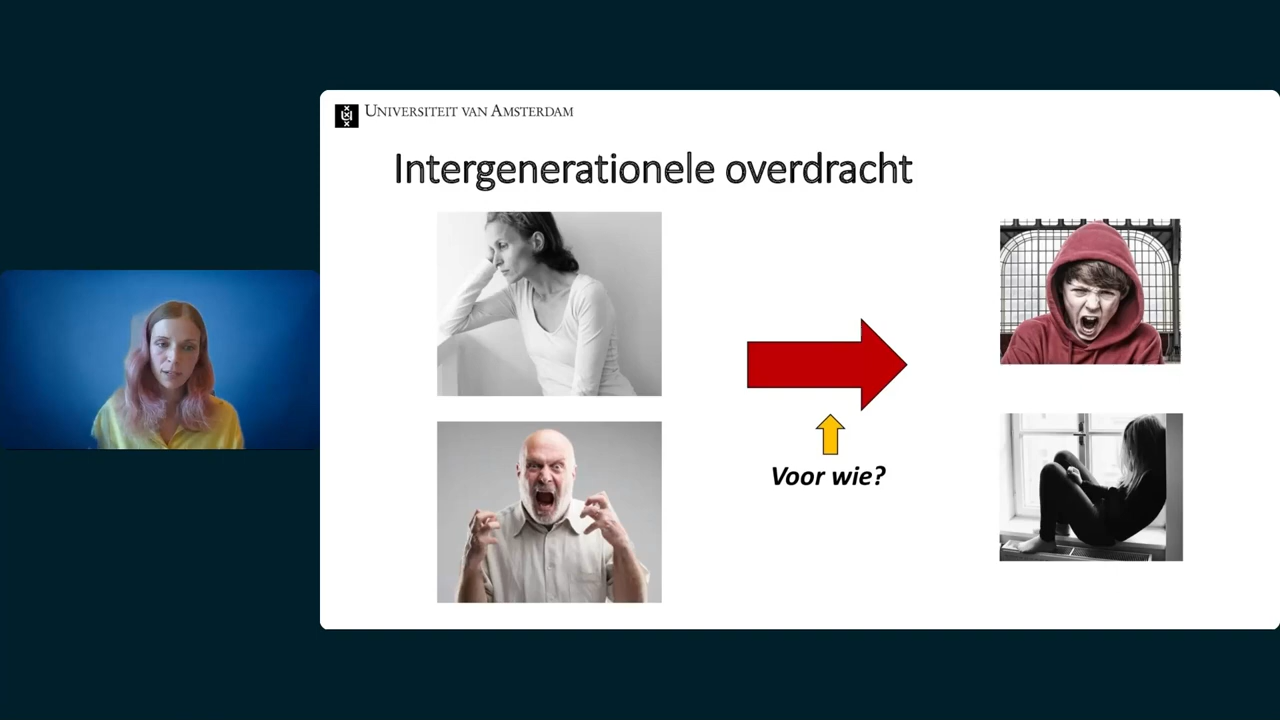 UNIVERSITEIT VAN AMSTERDAM
Intergenerationele overdracht
Voor wie?